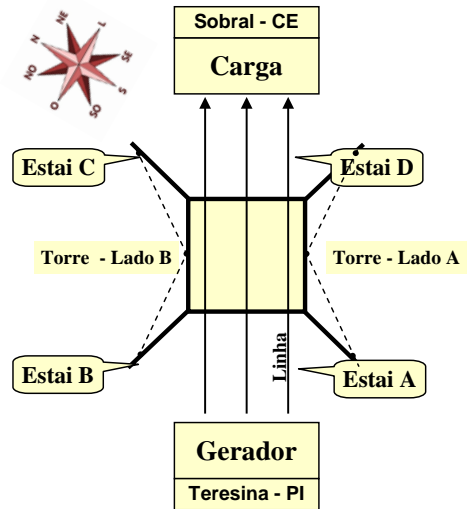 Sobral - CE
Carga
NE
L
N
SE
NO
S
O
SO
Estai C
Estai D
Torre - Lado B
Torre - Lado A
Linha
Estai B
Estai A
Gerador
Teresina - PI